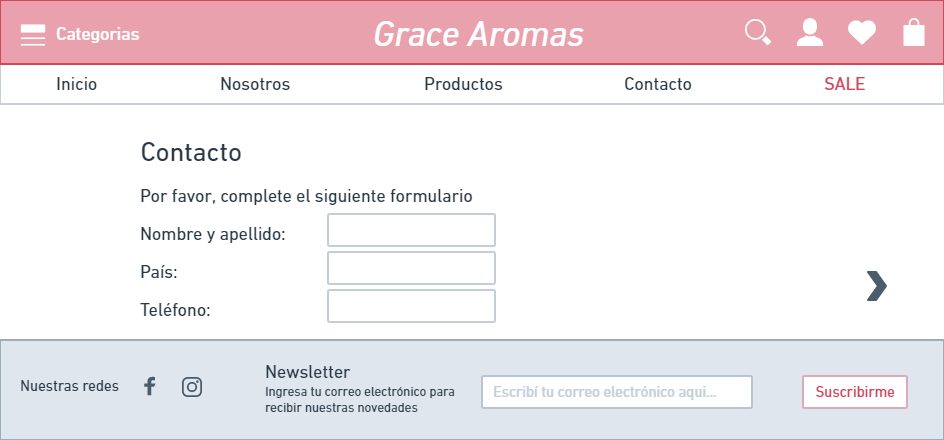 Categorias
Grace Aromas
Inicio
Nosotros
Productos
Contacto
SALE
Contacto
Por favor, complete el siguiente formulario
Nombre y apellido:
País:
Teléfono:
Nuestras redes
Newsletter
Ingresa tu correo electrónico para
recibir nuestras novedades
Escribí tu correo electrónico aqui...
Suscribirme